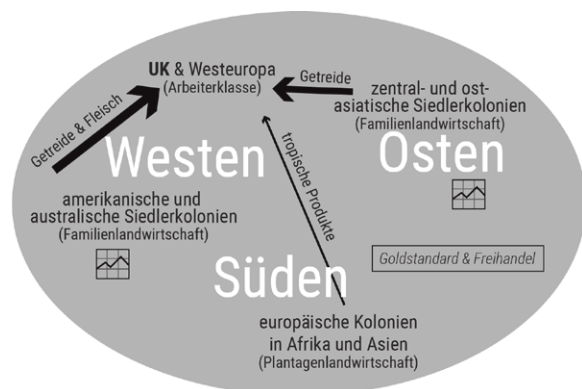 UK & Westeuropa
(Arbeiterklasse)
Getreide
zentral- und ost-
asiatische Siedlerkolonien
(Familienlandwirtschaft)
Getreide & Fleisch
Westen
Osten
tropische Produkte
amerikanische und
australische Siedlerkolonien
(Familienlandwirtschaft)
Goldstandard & Freihandel
Süden
europäische Kolonien
in Afrika und Asien
(Plantagenlandwirtschaft)